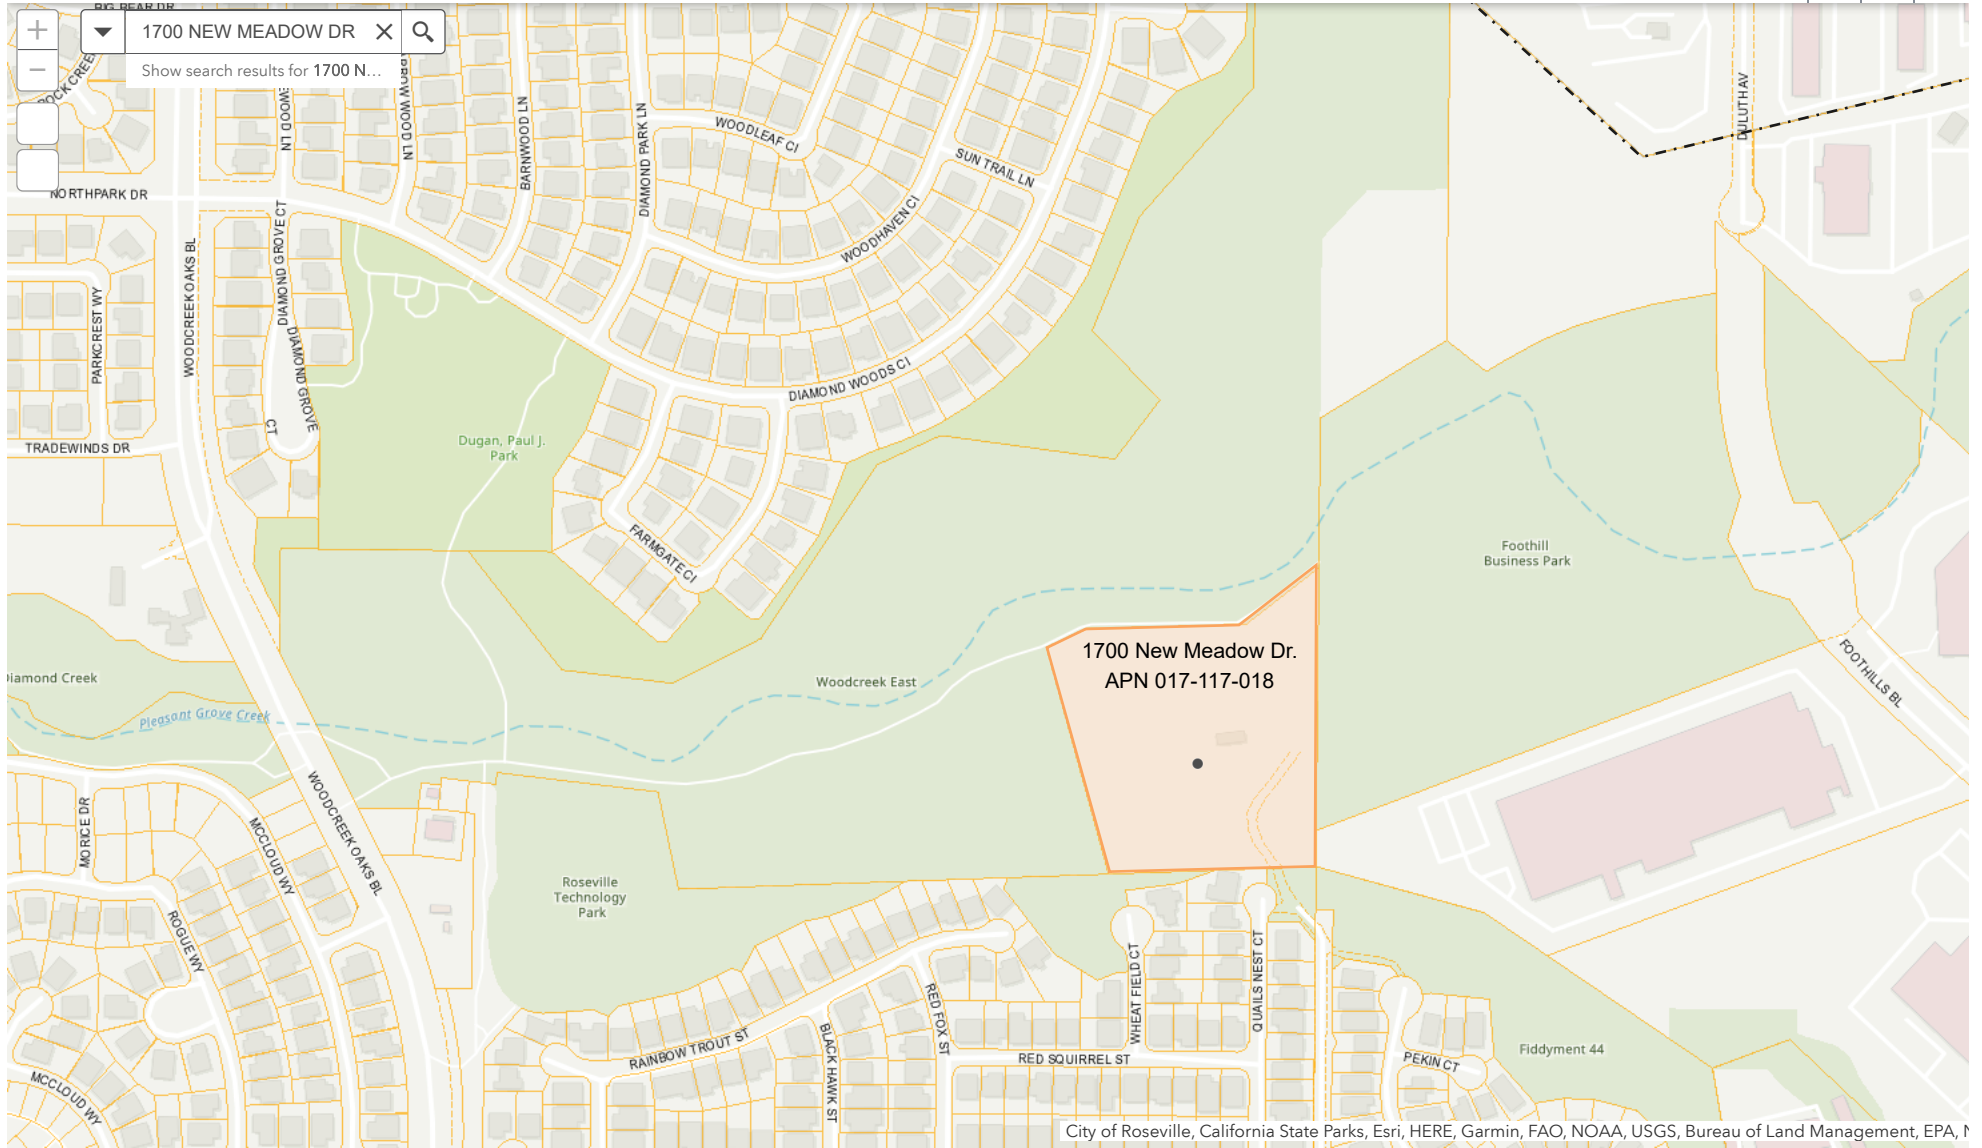 BIG BEAR DR
1700 NEW MEADOW DR
Show search results for 1700 N...
NORTHPARK DR
WOODCREEK OAKS BL
DIAMOND GROVE CT
DIAMOND GROVE
CT
PARKCREST WY
TRADEWINDS DR
BARNWOOD LN
DIAMOND PARK LN
WOODLEAF CI
SUN TRAIL LN
WOODHAVEN CI
DIAMOND WOODS CI
FARMGATE CI
DULUTH AV
Dugan, Paul J.
Park
Foothill
Business Park
1700 New Meadow Dr.
APN 017-117-018
Woodcreek East
Diamond Creek
Pleasant Grove Creek
FOOTHILLS BL
WOODCREEK OAKS BL
MORICE DR
MCCLOUD WY
ROGUE WY
MCCLOUD WY
Roseville
Technology
Park
RAINBOW TROUT ST
BLACK HAWK ST
RED FOX ST
RED SQUIRREL ST
WHEAT FIELD CT
QUAILS NEST CT
PEKIN CT
Fiddyment 44
City of Roseville, California State Parks, Esri, HERE, Garmin, FAO, NOAA, USGS, Bureau of Land Management, EPA,